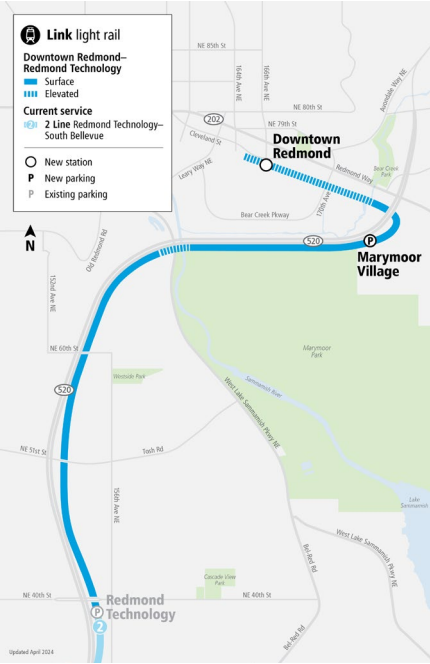 Link light rail
Downtown Redmond–
Redmond Technology
Surface
Elevated
Current service
2 2 Line Redmond Technology–
South Bellevue
New station
P New parking
P Existing parking
N
NE 85th St
164th Ave NE
166th Ave NE
Avondale Way NE
NE 80th St
202
NE 79th St
Cleveland St
Downtown
Redmond
Leary Way NE
Redmond Way
Bear Creek
Park
170th Ave
Bear Creek Pkway
520
P
Marymoor
Village
Old Redmond Rd
152nd Ave NE
NE 60th St
Marymoor
Park
Westside Park
Sammamish River
520
West Lake Sammamish Pkwy NE
NE 51st St
Tosh Rd
156th Ave NE
Lake
Sammamish
West Lake Sammamish Pkwy NE
Bel-Red Rd
Cascade View
Park
NE 40th St
Redmond
Technology
P
NE 40th St
2
Bel-Red Rd
Updated April 2024